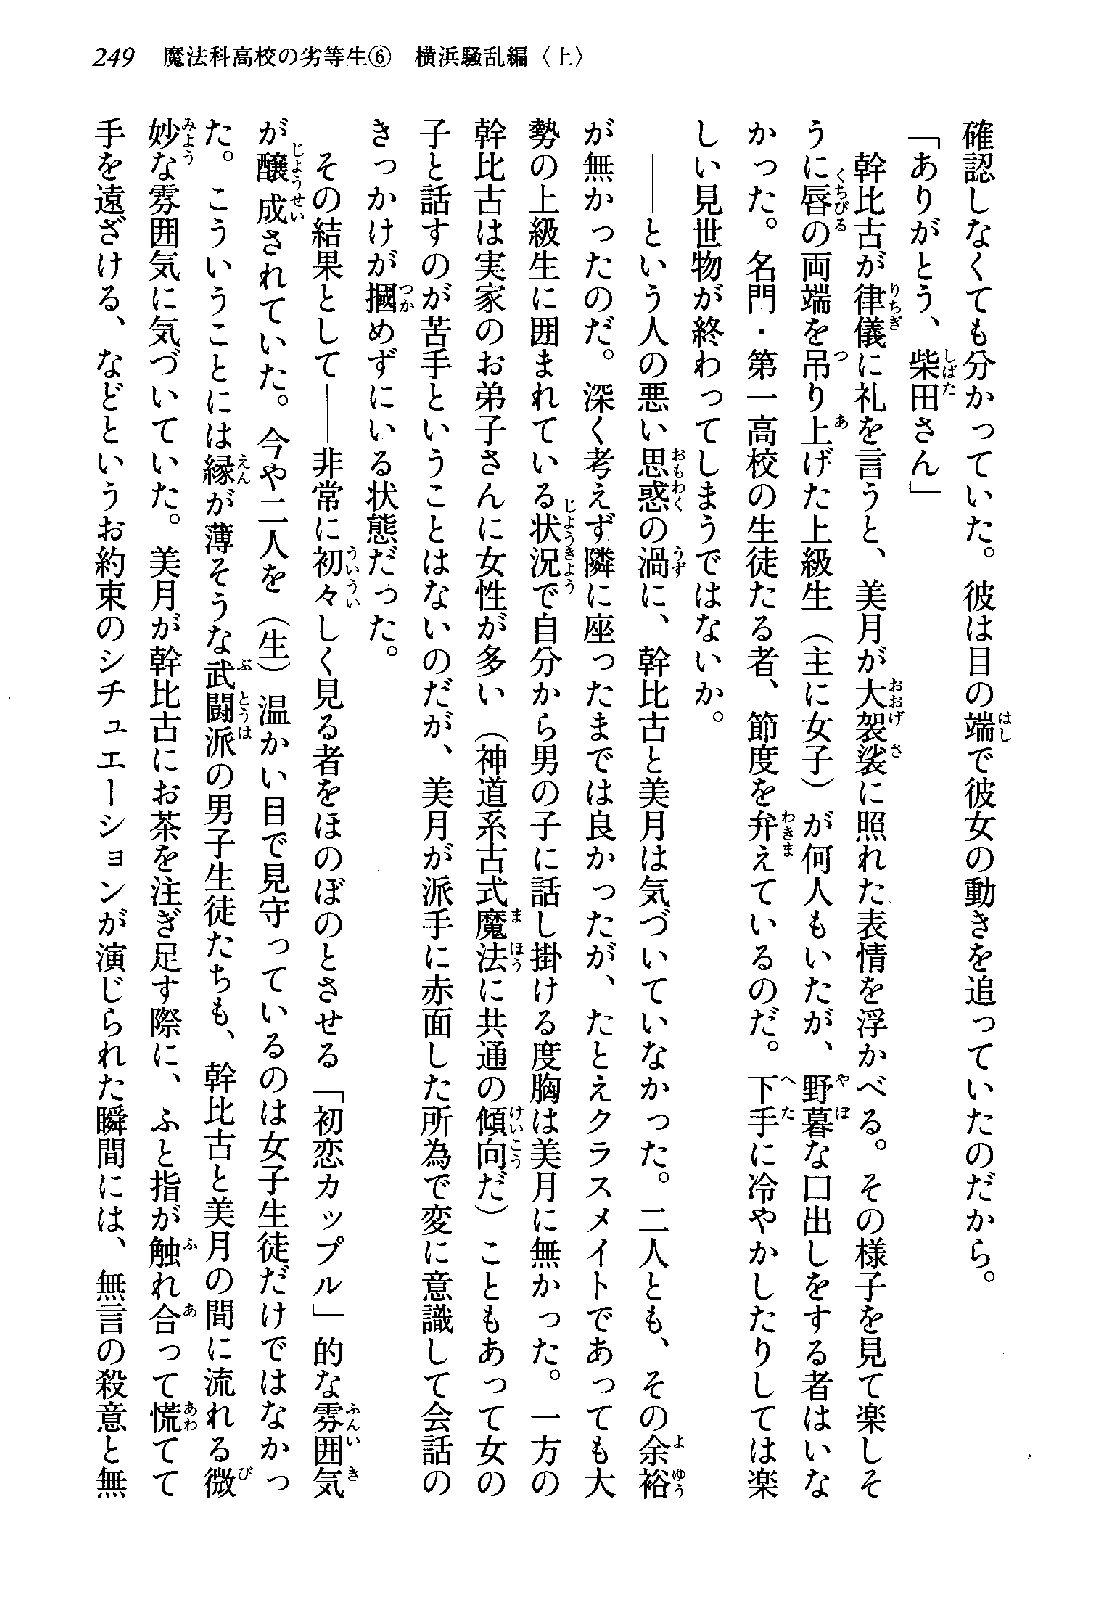 249　魔法科高校の劣等生⑥　横浜騒乱編〈上〉
確認しなくても分かっていた。彼は目の端で彼女の動きを追っていたのだから。
「ありがとう、柴田さん」
　幹比古が律儀に礼を言うと、美月が大袈裟に照れた表情を浮かべる。その様子を見て楽しそ
うに唇の両端を吊り上げた上級生（主に女子）が何人もいたが、野暮な口出しをする者はいな
かった。名門・第一高校の生徒たる者、節度を弁えているのだ。下手に冷やかしたりしては楽
しい見世物が終わってしまうではないか。
　――という人の悪い思惑の渦に、幹比古と美月は気づいていなかった。二人とも、その余裕
が無かったのだ。深く考えず隣に座ったまでは良かったが、たとえクラスメイトであっても大
勢の上級生に囲まれている状況で自分から男の子に話し掛ける度胸は美月に無かった。一方の
幹比古は実家のお弟子さんに女性が多い（神道系古式魔法に共通の傾向だ）こともあって女の
子と話すのが苦手ということはないのだが、美月が派手に赤面した所為で変に意識して会話の
きっかけが摑めずにいる状態だった。
　その結果として――非常に初々しく見る者をほのぼのとさせる「初恋カップル」的な雰囲気
が醸成されていた。今や二人を（生）温かい目で見守っているのは女子生徒だけではなかっ
た。こういうことには縁が薄そうな武闘派の男子生徒たちも、幹比古と美月の間に流れる微
妙な雰囲気に気づいていた。美月が幹比古にお茶を注ぎ足す際に、ふと指が触れ合って慌てて
手を遠ざける、などというお約束のシチュエーションが演じられた瞬間には、無言の殺意と無